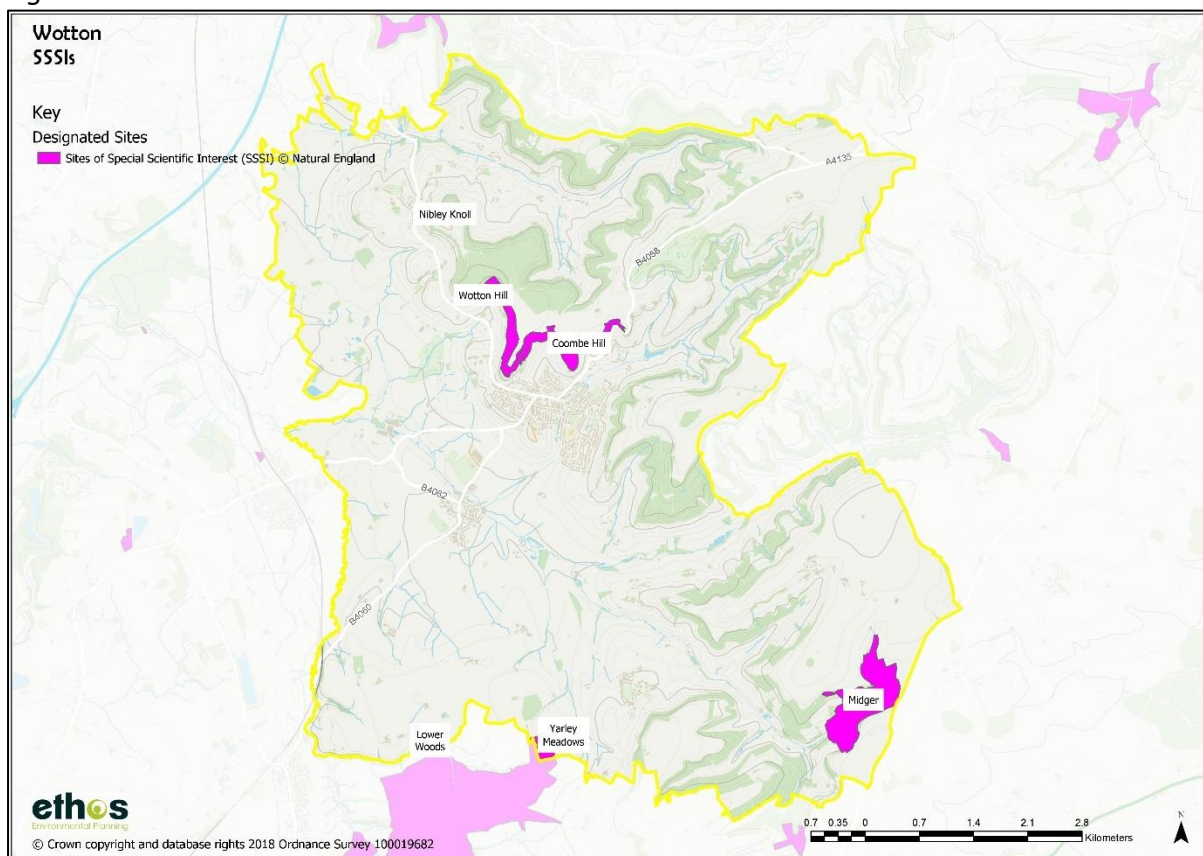 Wotton
SSSIs
Key
Designated Sites
Sites of Special Scientific Interest (SSSI) © Natural England
A4135
Nibley Knoll
B4058
Wotton Hill
Coombe Hill
B4062
B4060
Midger
Lower
Woods
Yarley
Meadows
ethos
Environmental Planning
© Crown copyright and database rights 2018 Ordnance Survey 100019682
0.7 0.35 0 0.7 1.4 2.1 2.8
Kilometers
N